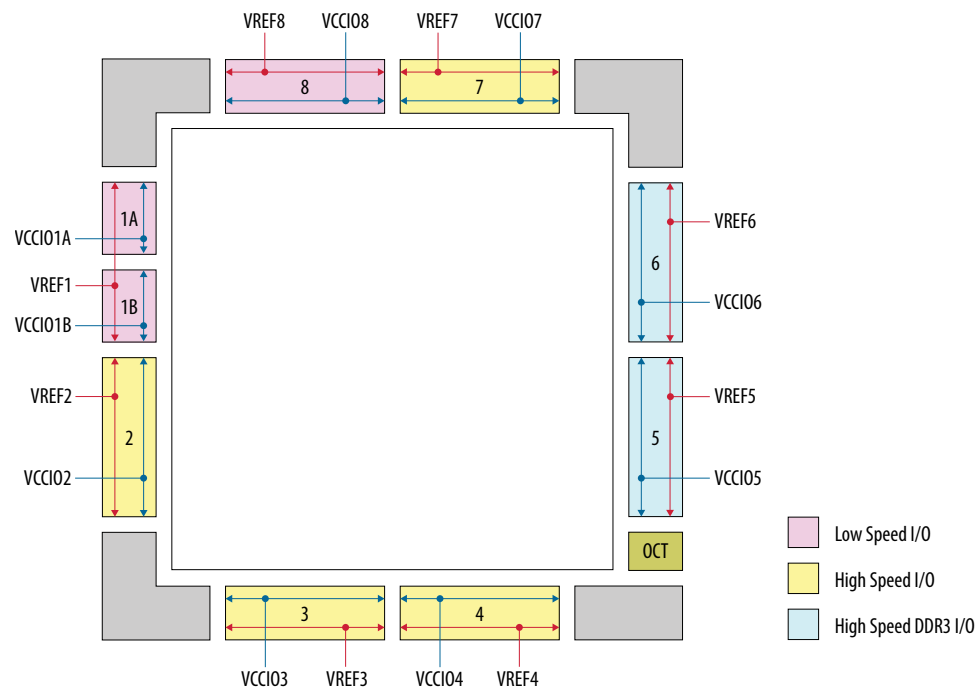 VREF8
VCCIO8
VREF7
VCCIO7
8
7
1A
VCCIO1A
VREF1
1B
VCCIO1B
VREF6
6
VCCIO6
VREF2
2
VCCIO2
VREF5
5
VCCIO5
OCT
Low Speed I/O
High Speed I/O
High Speed DDR3 I/O
3
4
VCCIO3
VREF3
VCCIO4
VREF4